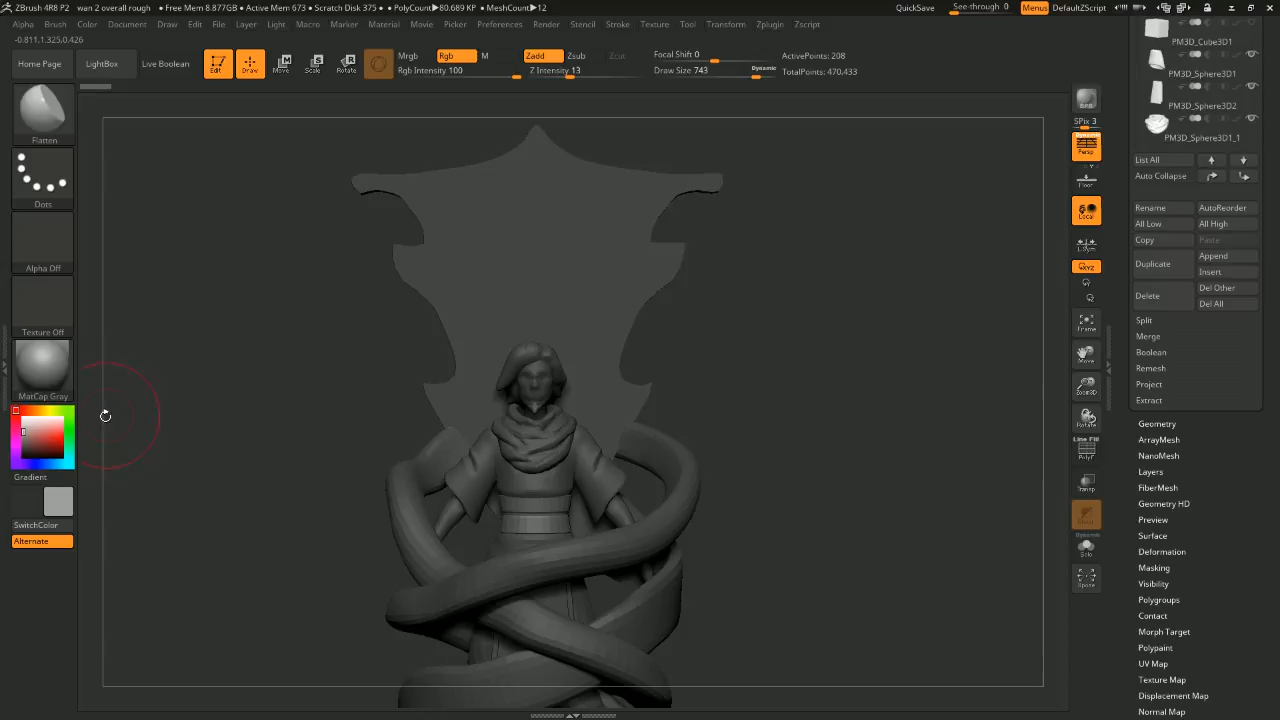 ZBrush 4R8 P2 wan 2 overall rough • Free Mem 8.877GB • Active Mem 673 • Scratch Disk 375 • PolyCount▶80.689 KP • MeshCount▶12 QuickSave See-through 0 Menus DefaultZScript
Alpha Brush Color Document Draw Edit File Layer Light Macro Marker Material Movie Picker Preferences Render Stencil Stroke Texture Tool Transform Zplugin Zscript
-0.811,1.325,0.426
Home Page LightBox Live Boolean Edit Draw Move Scale Rotate Mrgb Rgb M Zadd Zsub Zcut Focal Shift 0 ActivePoints: 208
Rgb Intensity 100 Z Intensity 13 Draw Size 743 Dynamic TotalPoints: 470,433
Flatten
Dots
Alpha Off
Texture Off
MatCap Gray
Gradient
SwitchColor
Alternate
BPR
SPix 3
Dynamic
Persp
Floor
Local
L.Sym
XYZ
Frame
Move
Zoom3D
Rotate
Line Fill
PolyF
Transp
Ghost
Dynamic
Solo
Xpose
PM3D_Cube3D1
PM3D_Sphere3D1
PM3D_Sphere3D2
PM3D_Sphere3D1_1
List All
Auto Collapse
Rename AutoReorder
All Low All High
Copy Paste
Duplicate Append
Insert
Delete Del Other
Del All
Split
Merge
Boolean
Remesh
Project
Extract
Geometry
ArrayMesh
NanoMesh
Layers
FiberMesh
Geometry HD
Preview
Surface
Deformation
Masking
Visibility
Polygroups
Contact
Morph Target
Polypaint
UV Map
Texture Map
Displacement Map
Normal Map